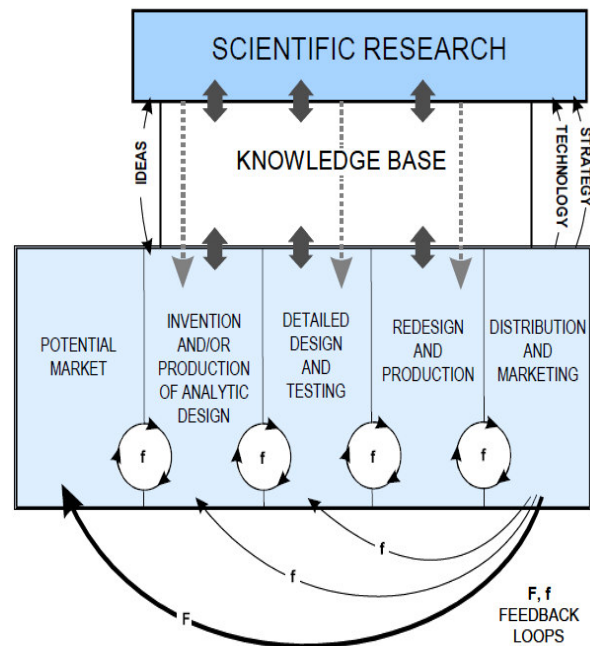 SCIENTIFIC RESEARCH
IDEAS
KNOWLEDGE BASE
TECHNOLOGY
STRATEGY
POTENTIAL
MARKET
INVENTION
AND/OR
PRODUCTION
OF ANALYTIC
DESIGN
DETAILED
DESIGN
AND
TESTING
REDESIGN
AND
PRODUCTION
DISTRIBUTION
AND
MARKETING
f
f
f
f
f
f
F
F, f
FEEDBACK
LOOPS